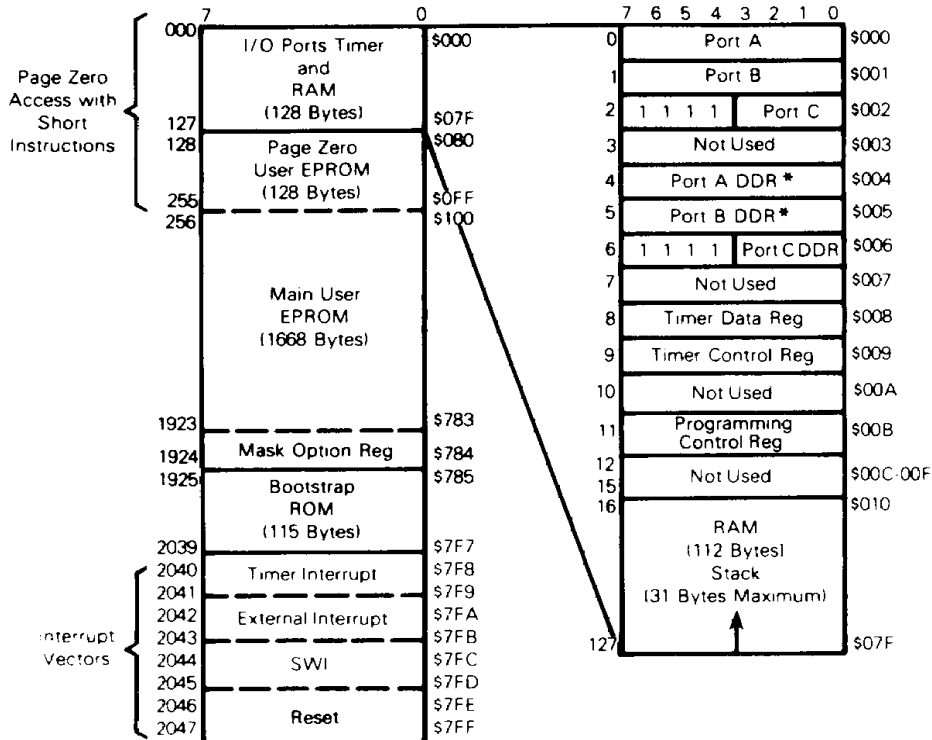 7 0
000
I/O Ports Timer
and
RAM
(128 Bytes)
$000
Page Zero
Access with
Short
Instructions
127
$07F
128
$080
Page Zero
User EPROM
(128 Bytes)
255
$0FF
256
$100
Main User
EPROM
(1668 Bytes)
1923
$783
1924
Mask Option Reg
$784
1925
$785
Bootstrap
ROM
(115 Bytes)
2039
$7F7
2040
Timer Interrupt
$7F8
2041
$7F9
2042
External Interrupt
$7FA
Interrupt
Vectors
2043
$7FB
2044
SWI
$7FC
2045
$7FD
2046
$7FE
Reset
2047
$7FF
7 6 5 4 3 2 1 0
0 Port A $000
1 Port B $001
2 1 1 1 1 Port C $002
3 Not Used $003
4 Port A DDR * $004
5 Port B DDR * $005
6 1 1 1 1 Port C DDR $006
7 Not Used $007
8 Timer Data Reg $008
9 Timer Control Reg $009
10 Not Used $00A
11 Programming
Control Reg $00B
12
15 Not Used $00C-00F
16 $010
RAM
(112 Bytes)
Stack
(31 Bytes Maximum)
127 $07F